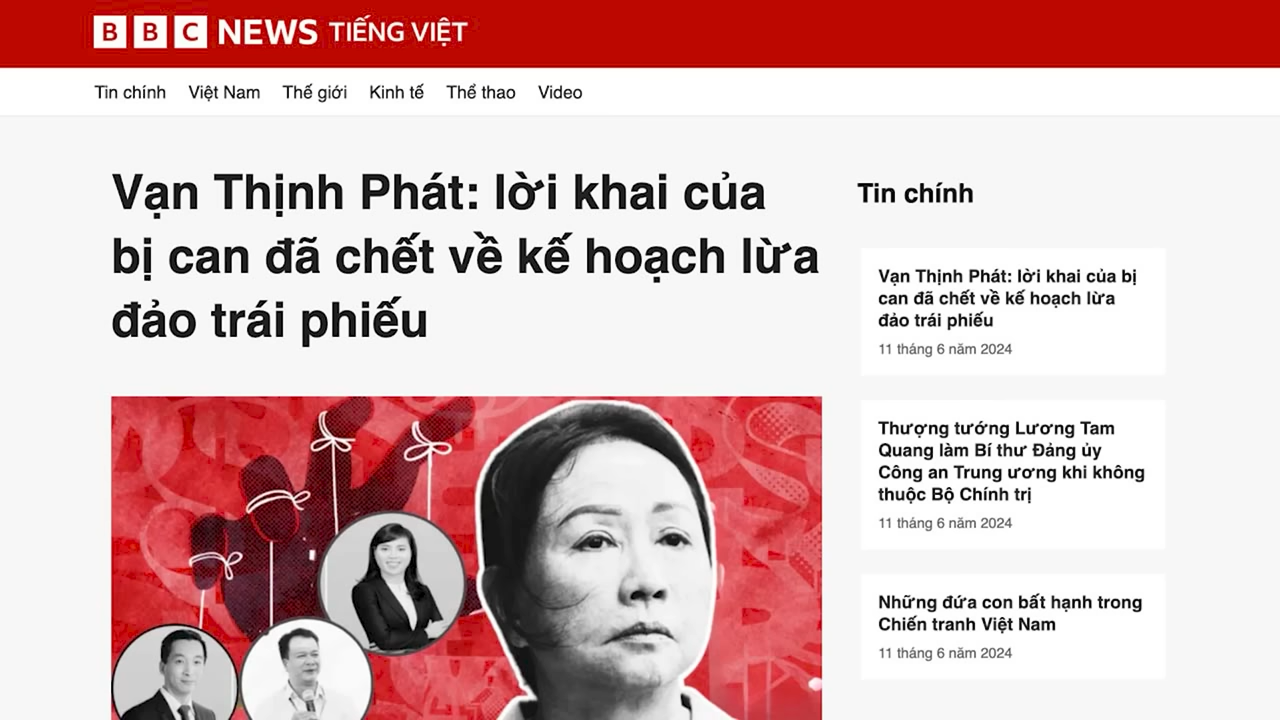 BBC NEWS TIẾNG VIỆT
Tin chính Việt Nam Thế giới Kinh tế Thể thao Video
Vạn Thịnh Phát: lời khai của
bị can đã chết về kế hoạch lừa
đảo trái phiếu
Tin chính
Vạn Thịnh Phát: lời khai của bị
can đã chết về kế hoạch lừa
đảo trái phiếu
11 tháng 6 năm 2024
Thượng tướng Lương Tam
Quang làm Bí thư Đảng ủy
Công an Trung ương khi không
thuộc Bộ Chính trị
11 tháng 6 năm 2024
Những đứa con bất hạnh trong
Chiến tranh Việt Nam
11 tháng 6 năm 2024